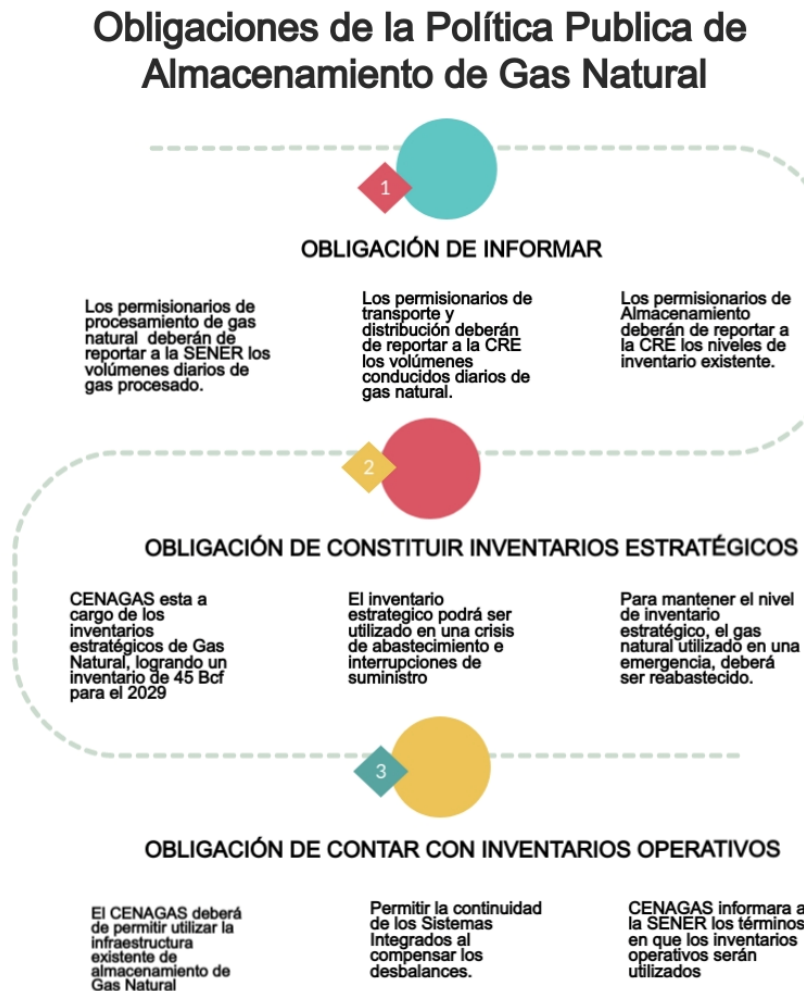 Obligaciones de la Política Publica de
Almacenamiento de Gas Natural
1
OBLIGACIÓN DE INFORMAR
Los permisionarios de
procesamiento de gas
natural deberán de
reportar a la SENER los
volúmenes diarios de
gas procesado.
Los permisionarios de
transporte y
distribución deberán
de reportar a la CRE
los volúmenes
conducidos diarios de
gas natural.
Los permisionarios de
Almacenamiento
deberán de reportar a
la CRE los niveles de
inventario existente.
2
OBLIGACIÓN DE CONSTITUIR INVENTARIOS ESTRATÉGICOS
CENAGAS esta a
cargo de los
inventarios
estratégicos de Gas
Natural, logrando un
inventario de 45 Bcf
para el 2029
El inventario
estrategico podrá ser
utilizado en una crisis
de abastecimiento e
interrupciones de
suministro
Para mantener el nivel
de inventario
estratégico, el gas
natural utilizado en una
emergencia, deberá
ser reabastecido.
3
OBLIGACIÓN DE CONTAR CON INVENTARIOS OPERATIVOS
El CENAGAS deberá
de permitir utilizar la
infraestructura
existente de
almacenamiento de
Gas Natural
Permitir la continuidad
de los Sistemas
Integrados al
compensar los
desbalances.
CENAGAS informara a
la SENER los términos
en que los inventarios
operativos serán
utilizados